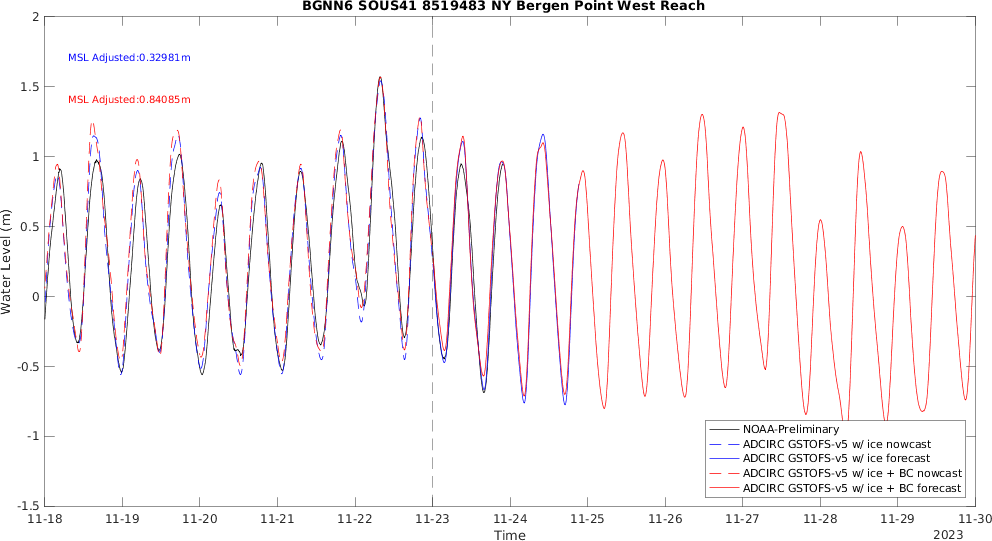 BGNN6 SOUS41 8519483 NY Bergen Point West Reach
2
MSL Adjusted:0.32981m
1.5
MSL Adjusted:0.84085m
1
0.5
Water Level (m)
0
-0.5
-1
NOAA-Preliminary
ADCIRC GSTOFS-v5 w/ ice nowcast
ADCIRC GSTOFS-v5 w/ ice forecast
ADCIRC GSTOFS-v5 w/ ice + BC nowcast
ADCIRC GSTOFS-v5 w/ ice + BC forecast
-1.5
11-18 11-19 11-20 11-21 11-22 11-23 11-24 11-25 11-26 11-27 11-28 11-29 11-30
Time
2023